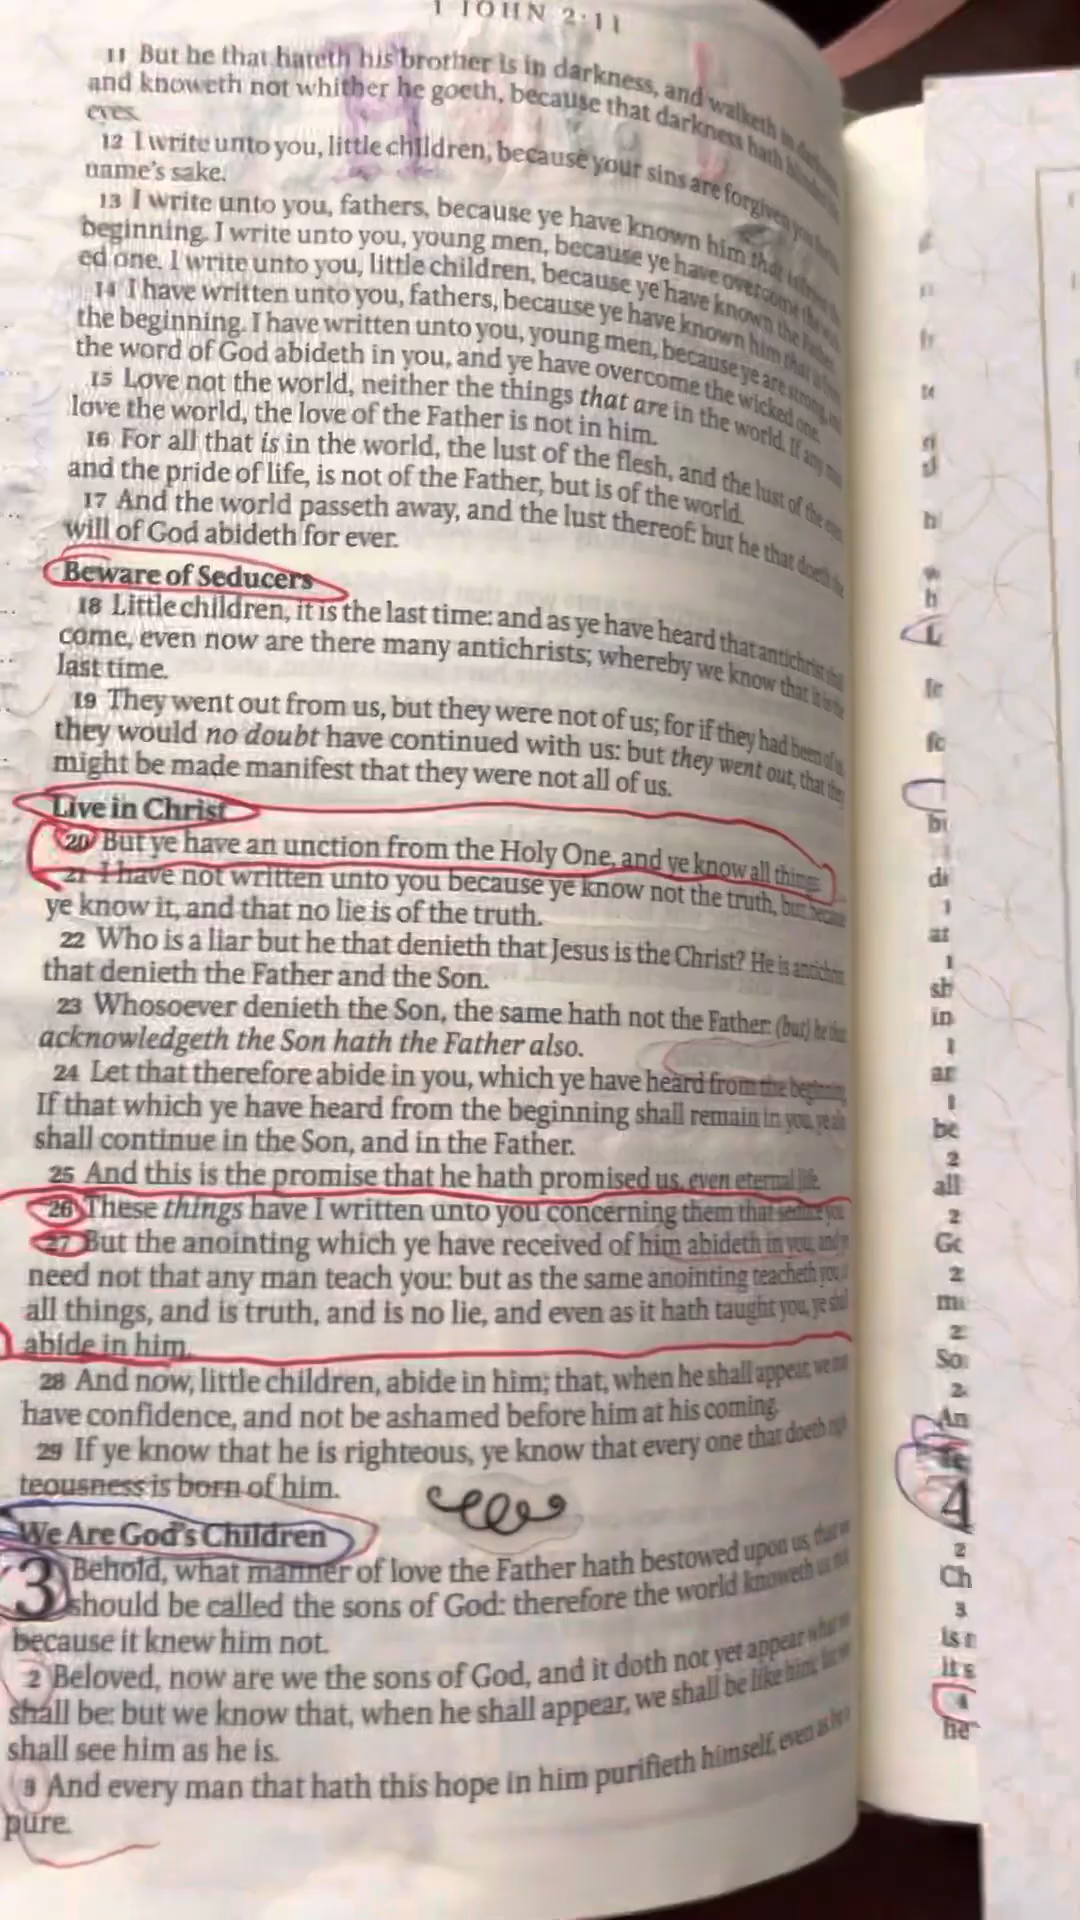 1 JOHN 2:11
11 But he that hateth his brother is in darkness, and walketh in
and knoweth not whither he goeth, because that darkness hath
eyes.
12 I write unto you, little children, because your sins are forgiven you
name's sake.
13 I write unto you, fathers, because ye have known him that is from the
beginning. I write unto you, young men, because ye have overcome the wick-
ed one. I write unto you, little children, because ye have known the Father.
14 I have written unto you, fathers, because ye have known him that is from
the beginning. I have written unto you, young men, because ye are strong, and
the word of God abideth in you, and ye have overcome the wicked one.
15 Love not the world, neither the things that are in the world. If any man
love the world, the love of the Father is not in him.
16 For all that is in the world, the lust of the flesh, and the lust of the eyes,
and the pride of life, is not of the Father, but is of the world.
17 And the world passeth away, and the lust thereof: but he that doeth the
will of God abideth for ever.
Beware of Seducers
18 Little children, it is the last time: and as ye have heard that antichrist shall
come, even now are there many antichrists; whereby we know that it is the
last time.
19 They went out from us, but they were not of us; for if they had been of us,
they would no doubt have continued with us: but they went out, that they
might be made manifest that they were not all of us.
Live in Christ
20 But ye have an unction from the Holy One, and ye know all things.
21 I have not written unto you because ye know not the truth, but because
ye know it, and that no lie is of the truth.
22 Who is a liar but he that denieth that Jesus is the Christ? He is antichrist,
that denieth the Father and the Son.
23 Whosoever denieth the Son, the same hath not the Father: (but) he that
acknowledgeth the Son hath the Father also.
24 Let that therefore abide in you, which ye have heard from the beginning.
If that which ye have heard from the beginning shall remain in you, ye also
shall continue in the Son, and in the Father.
25 And this is the promise that he hath promised us, even eternal life.
26 These things have I written unto you concerning them that seduce you.
27 But the anointing which ye have received of him abideth in you, and ye
need not that any man teach you: but as the same anointing teacheth you
all things, and is truth, and is no lie, and even as it hath taught you, ye shall
abide in him.
28 And now, little children, abide in him; that, when he shall appear, we may
have confidence, and not be ashamed before him at his coming.
29 If ye know that he is righteous, ye know that every one that doeth righ-
teousness is born of him.
We Are God's Children
3 Behold, what manner of love the Father hath bestowed upon us, that we
should be called the sons of God: therefore the world knoweth us not
because it knew him not.
2 Beloved, now are we the sons of God, and it doth not yet appear what we
shall be: but we know that, when he shall appear, we shall be like him; for we
shall see him as he is.
3 And every man that hath this hope in him purifieth himself, even as he is
pure.